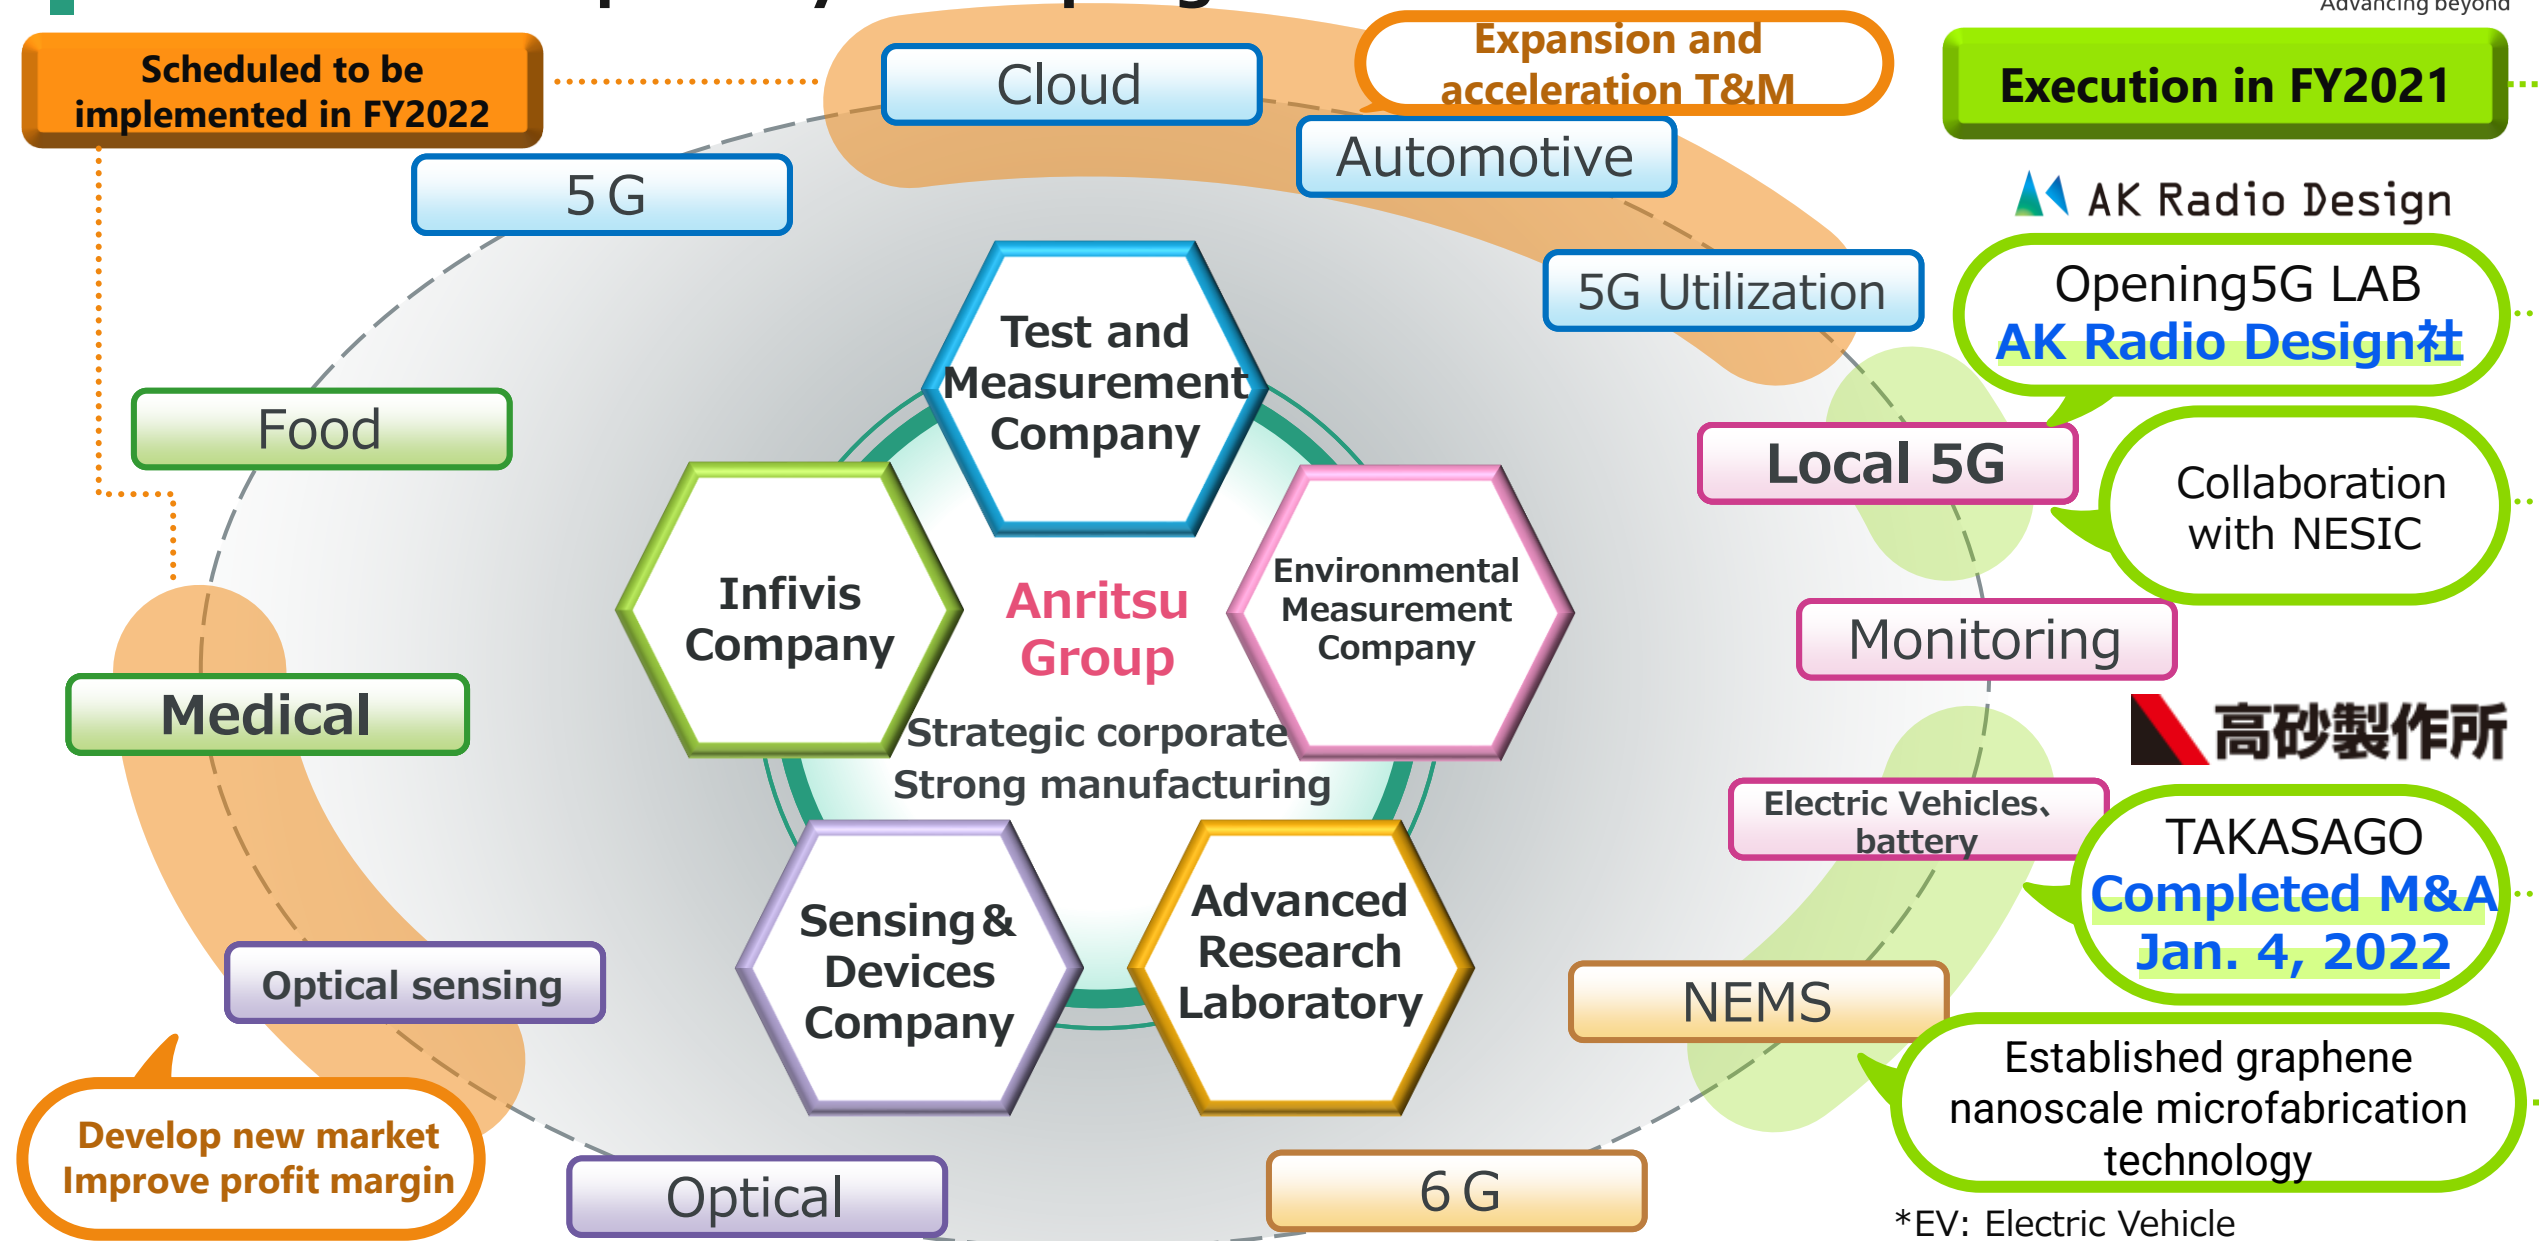 Advancing beyond
Scheduled to be
implemented in FY2022
Cloud
Expansion and
acceleration T&M
Execution in FY2021
5G
Automotive
AK Radio Design
5G Utilization
Opening5G LAB
AK Radio Design社
Test and
Measurement
Company
Food
Local 5G
Collaboration
with NESIC
Infivis
Company
Anritsu
Group
Environmental
Measurement
Company
Monitoring
Medical
Strategic corporate
Strong manufacturing
高砂製作所
Electric Vehicles、
battery
TAKASAGO
Completed M&A
Jan. 4, 2022
Sensing&
Devices
Company
Advanced
Research
Laboratory
Optical sensing
NEMS
Established graphene
nanoscale microfabrication
technology
Develop new market
Improve profit margin
Optical
6G
*EV: Electric Vehicle